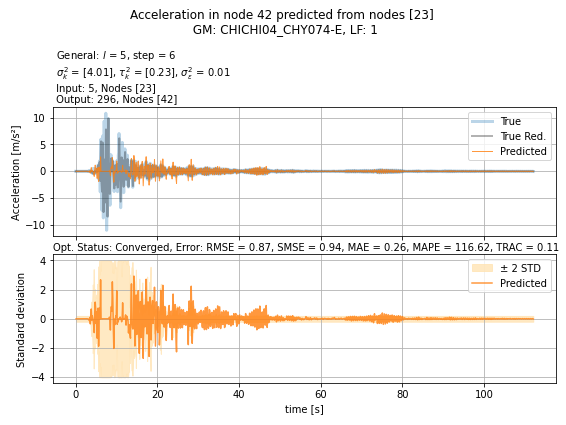 Acceleration in node 42 predicted from nodes [23]
GM: CHICHI04_CHY074-E, LF: 1
General: l = 5, step = 6
σ²ₖ = [4.01], τ²ₖ = [0.23], σ²_ε = 0.01
Input: 5, Nodes [23]
Output: 296, Nodes [42]
10
5
0
−5
−10
Acceleration [m/s²]
True
True Red.
Predicted
Opt. Status: Converged, Error: RMSE = 0.87, SMSE = 0.94, MAE = 0.26, MAPE = 116.62, TRAC = 0.11
4
2
0
−2
−4
Standard deviation
± 2 STD
Predicted
0 20 40 60 80 100
time [s]